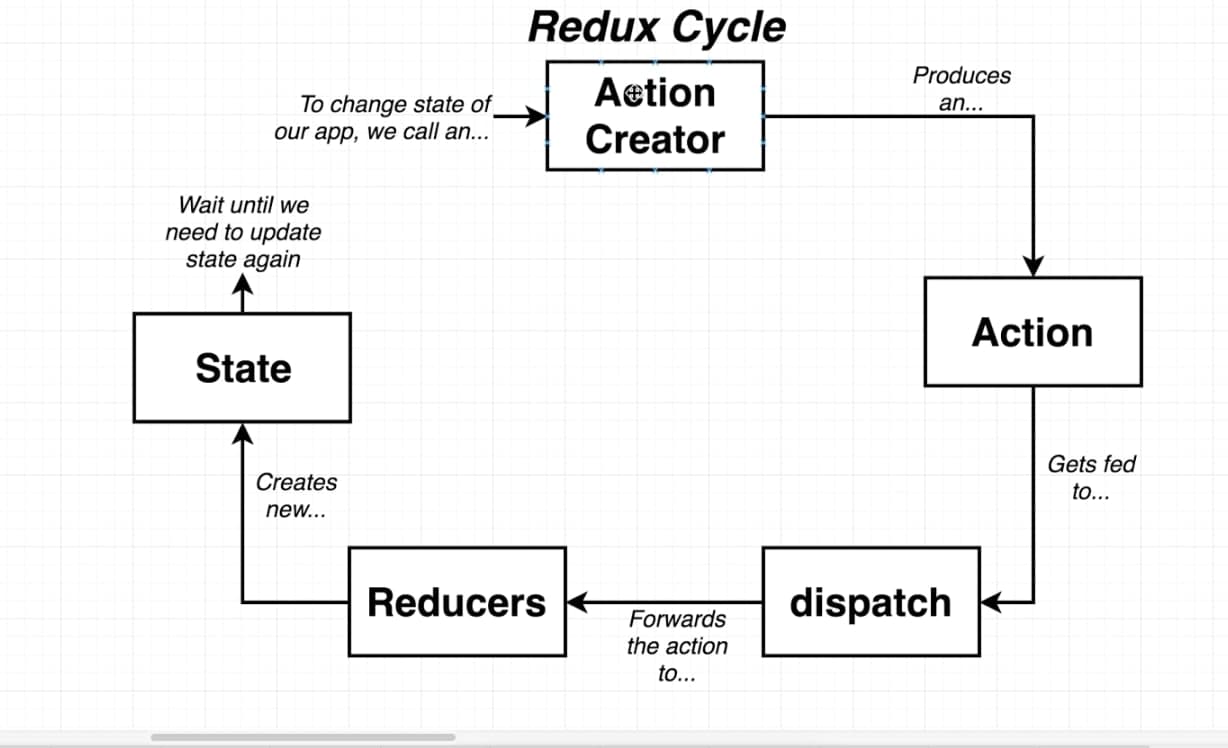 Redux Cycle
To change state of
our app, we call an...
Action
Creator
Produces
an...
Action
Gets fed
to...
dispatch
Forwards
the action
to...
Reducers
Creates
new...
State
Wait until we
need to update
state again